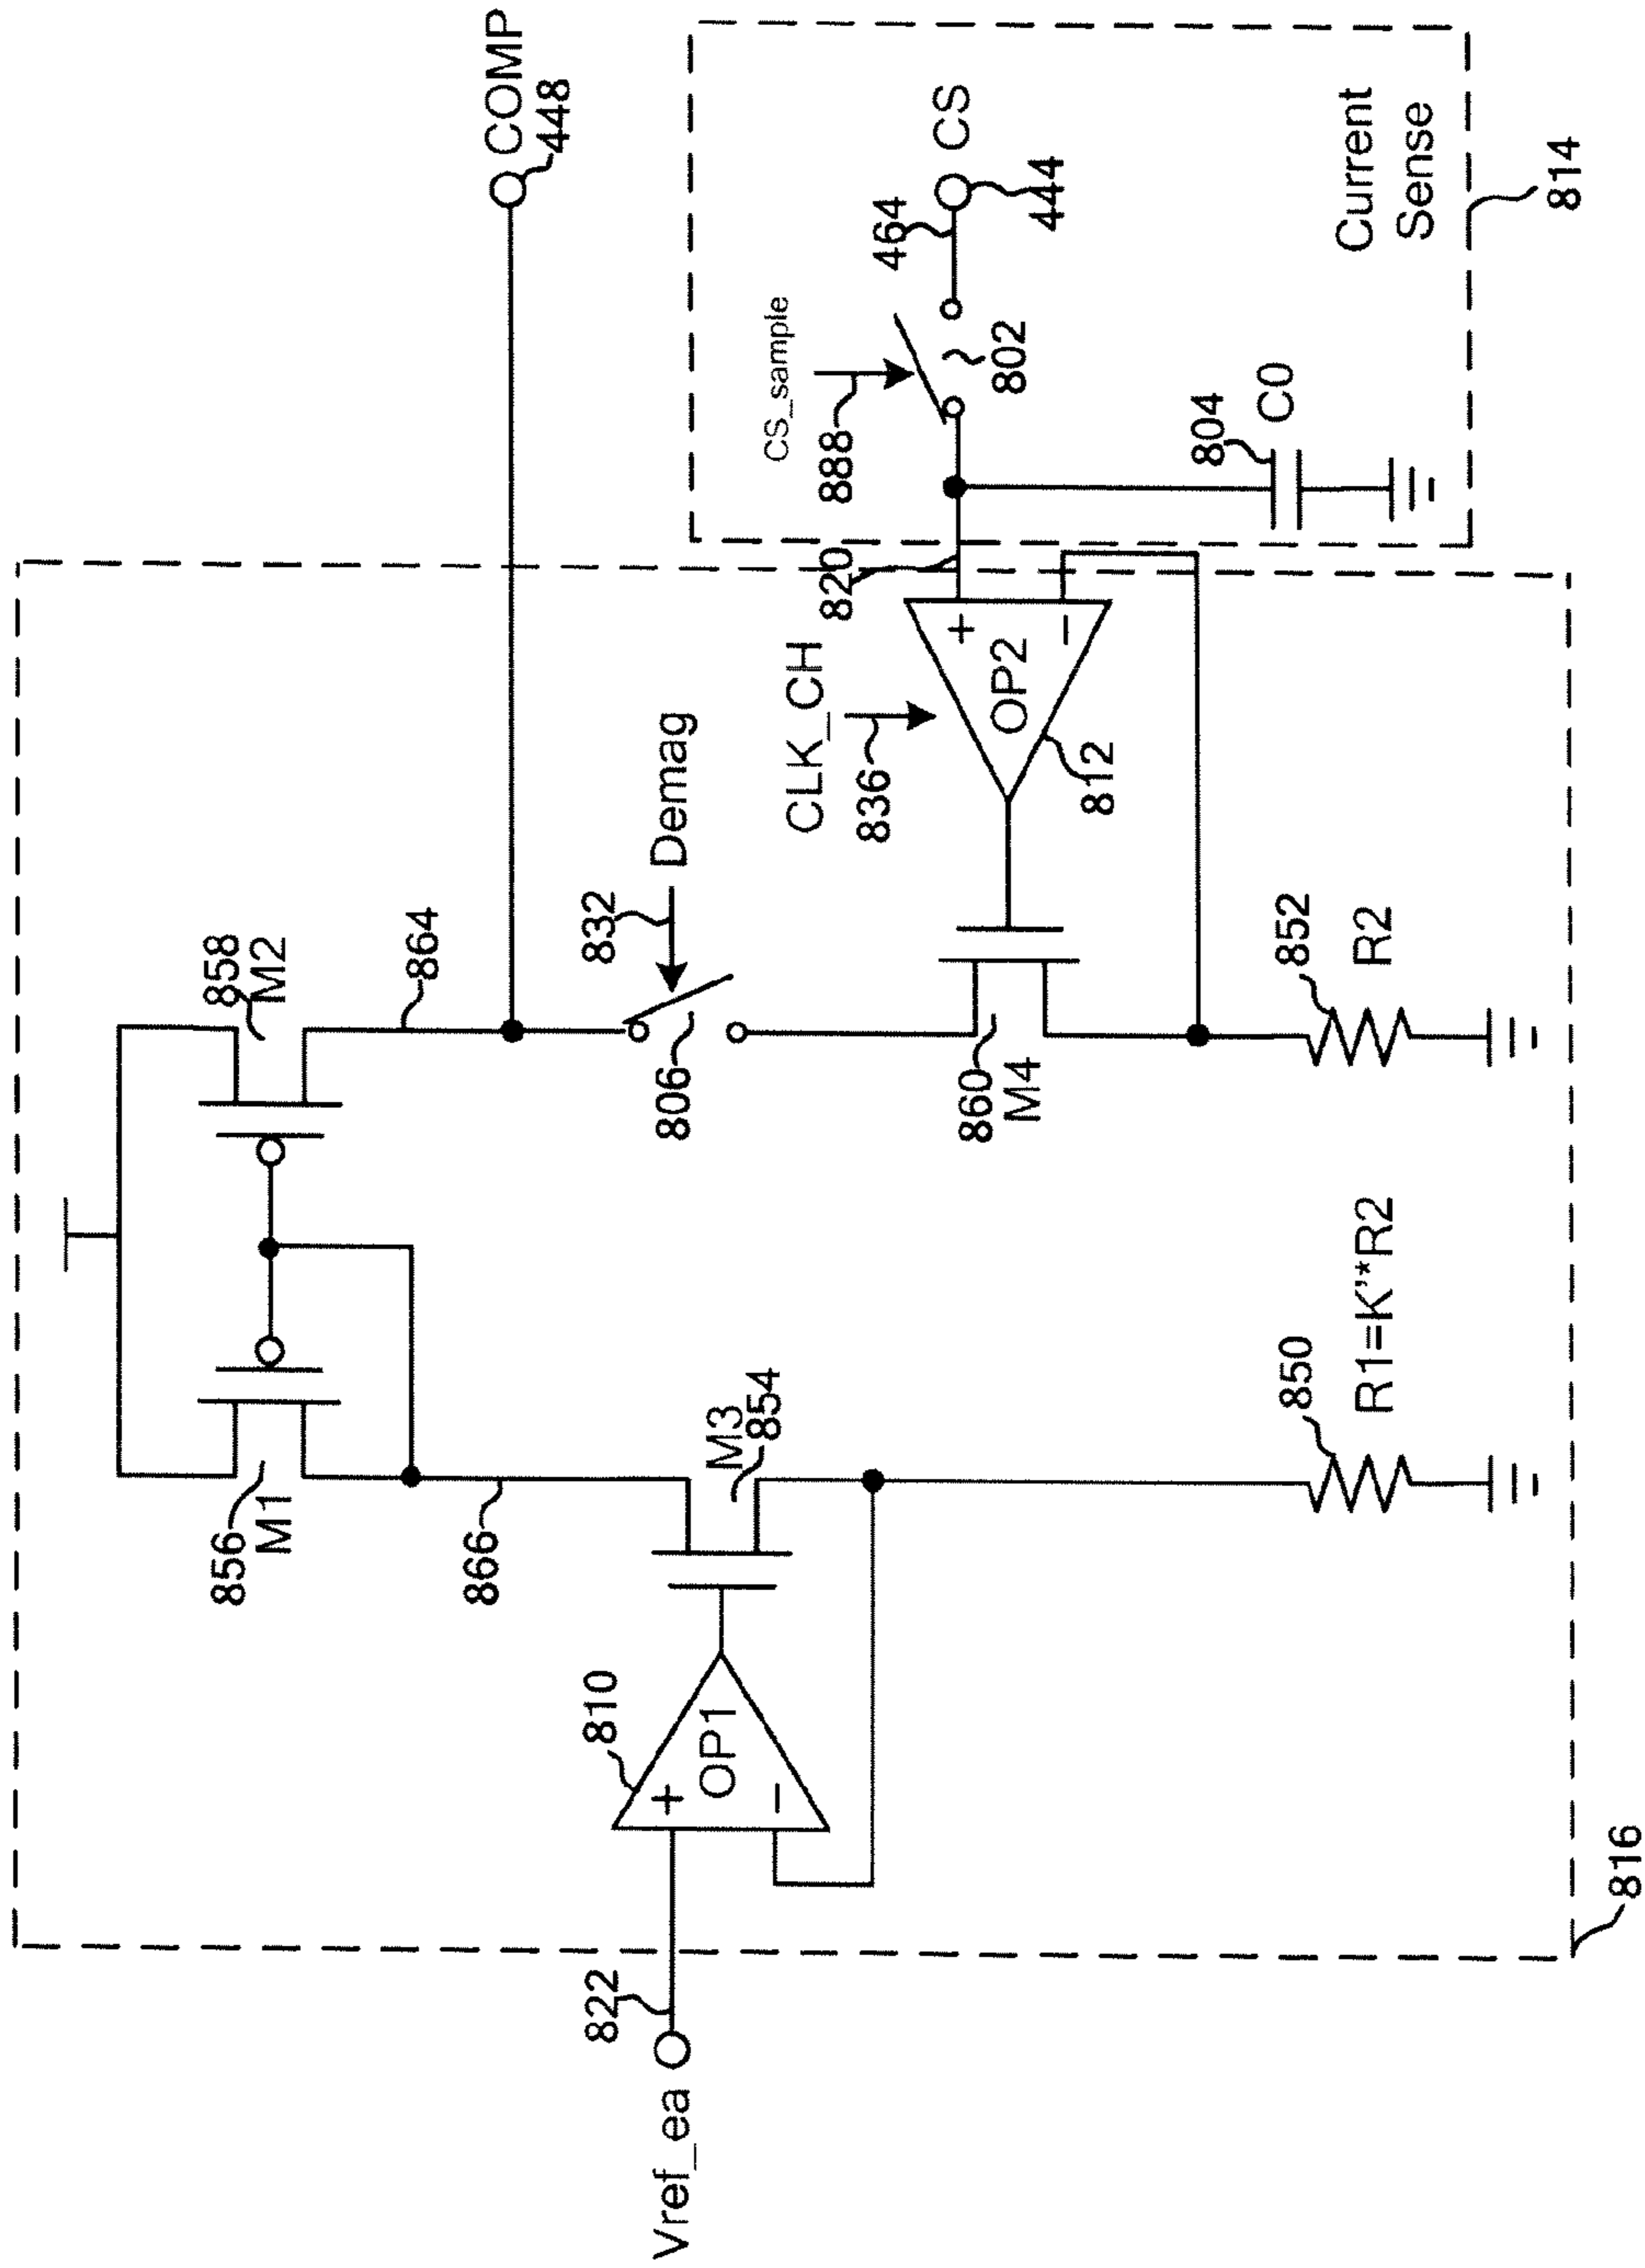 COMP
448
858
M2
864
856
M1
866
832
Demag
806
CLK_CH
836
820
CS_sample
888
464
CS
444
802
804
C0
Current
Sense
814
+
OP2
−
812
860
M4
852
R2
M3
854
810
+
OP1
−
822
Vref_ea
850
R1=K'*R2
816